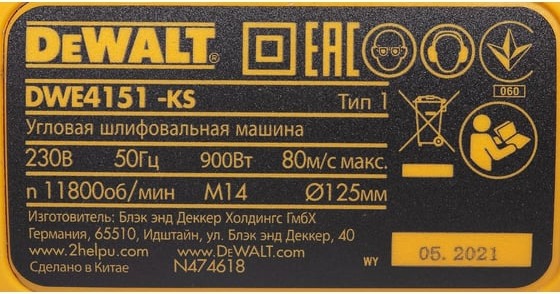 DEWALT®
EAC
DWE4151 -KS Тип 1
060
Угловая шлифовальная машина
230В 50Гц 900Вт 80м/с макс.
n 11800об/мин M14 Ø125мм
Изготовитель: Блэк энд Деккер Холдингс ГмбХ
Германия, 65510, Идштайн, ул. Блэк энд Деккер, 40
www.2helpu.com www.DEWALT.com
Сделано в Китае N474618
WY 05. 2021